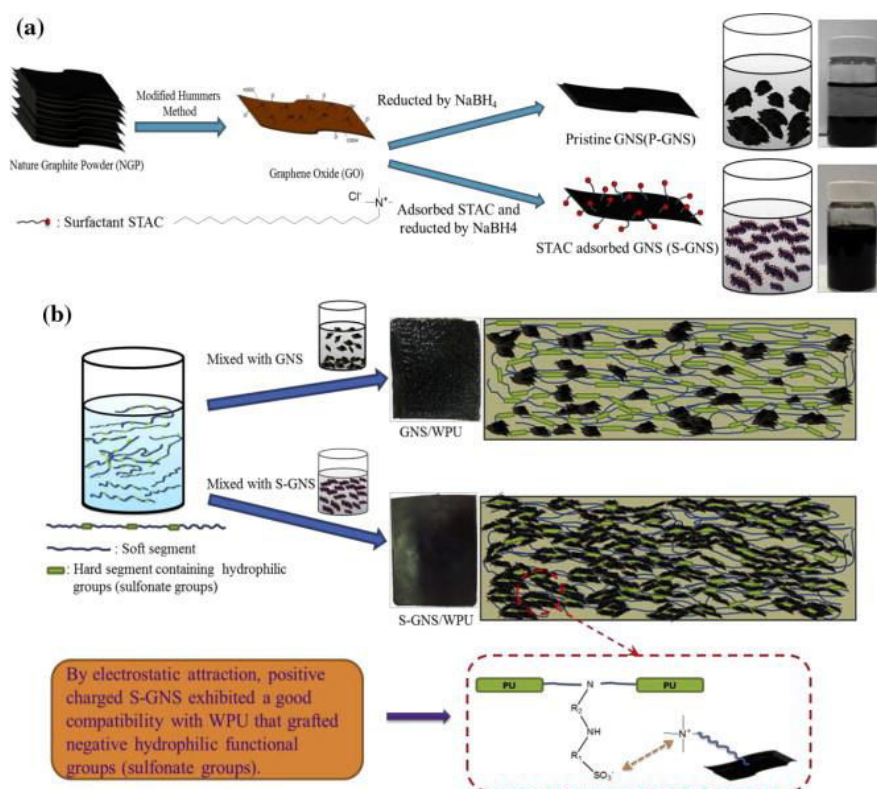 (a)
Modified Hummers
Method
Nature Graphite Powder (NGP)
Graphene Oxide (GO)
Reducted by NaBH4
Pristine GNS(P-GNS)
: Surfactant STAC
Cl-
N+
Adsorbed STAC and
reducted by NaBH4
STAC adsorbed GNS (S-GNS)
(b)
Mixed with GNS
GNS/WPU
Mixed with S-GNS
S-GNS/WPU
: Soft segment
: Hard segment containing hydrophilic
groups (sulfonate groups)
By electrostatic attraction, positive
charged S-GNS exhibited a good
compatibility with WPU that grafted
negative hydrophilic functional
groups (sulfonate groups).
PU
N
PU
R2
NH
R1
SO3-
N+